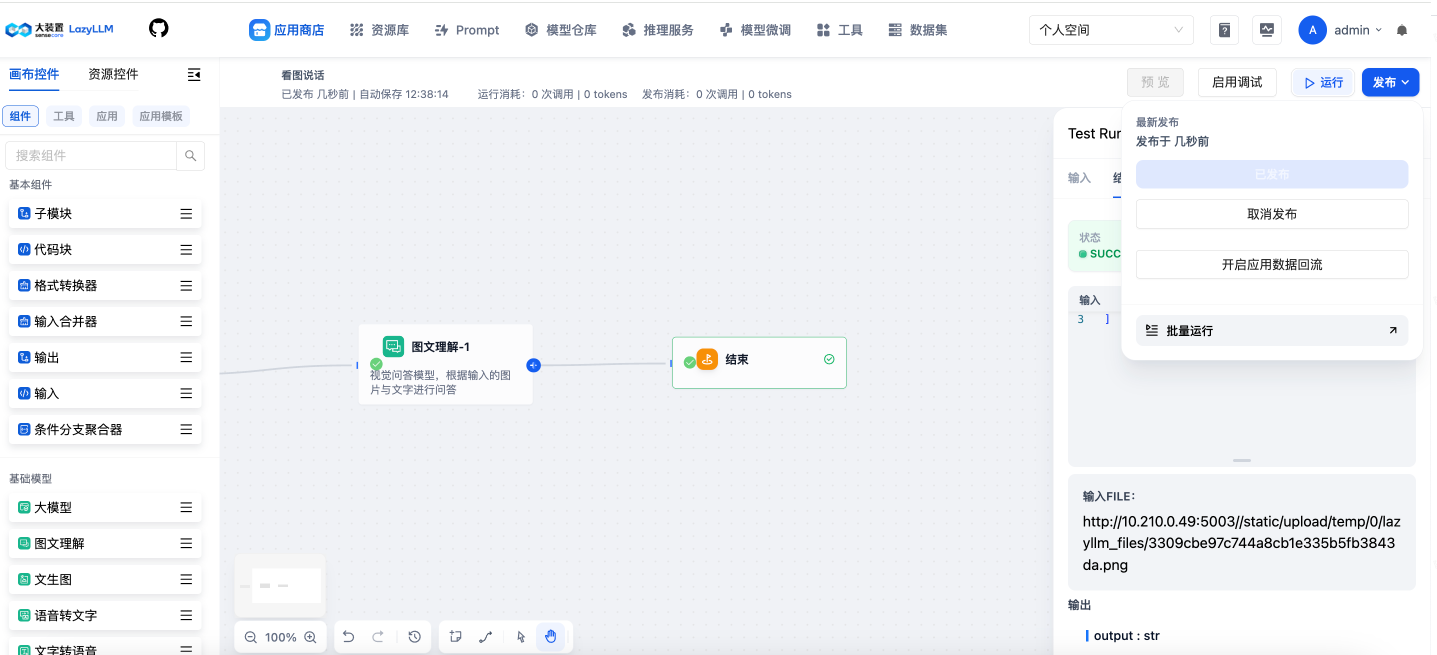 大装置 sensecore LazyLLM
应用商店
资源库
Prompt
模型仓库
推理服务
模型微调
工具
数据集
个人空间
A
admin
画布控件
资源控件
看图说话
已发布 几秒前 | 自动保存 12:38:14
运行消耗：0 次调用 | 0 tokens
发布消耗：0 次调用 | 0 tokens
预 览
启用调试
运行
发布
组件
工具
应用
应用模板
搜索组件
基本组件
子模块
代码块
格式转换器
输入合并器
输出
输入
条件分支聚合器
基础模型
大模型
图文理解
文生图
语音转文字
文字转语音
图文理解-1
视觉问答模型，根据输入的图
片与文字进行问答
结束
100%
Test Run
输入
结
最新发布
发布于 几秒前
已发布
取消发布
开启应用数据回流
批量运行
状态
SUCC
输入
3 ]
输入FILE：
http://10.210.0.49:5003//static/upload/temp/0/laz
yllm_files/3309cbe97c744a8cb1e335b5fb3843
da.png
输出
output : str